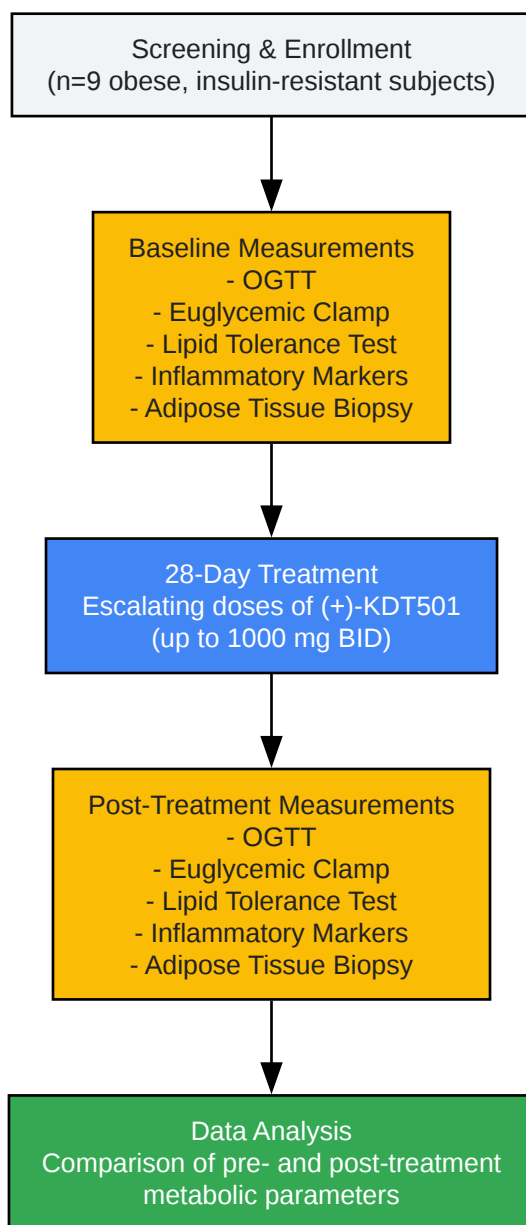 Screening & Enrollment
(n=9 obese, insulin-resistant subjects)
Baseline Measurements
- OGTT
- Euglycemic Clamp
- Lipid Tolerance Test
- Inflammatory Markers
- Adipose Tissue Biopsy
28-Day Treatment
Escalating doses of (+)-KDT501
(up to 1000 mg BID)
Post-Treatment Measurements
- OGTT
- Euglycemic Clamp
- Lipid Tolerance Test
- Inflammatory Markers
- Adipose Tissue Biopsy
Data Analysis
Comparison of pre- and post-treatment
metabolic parameters